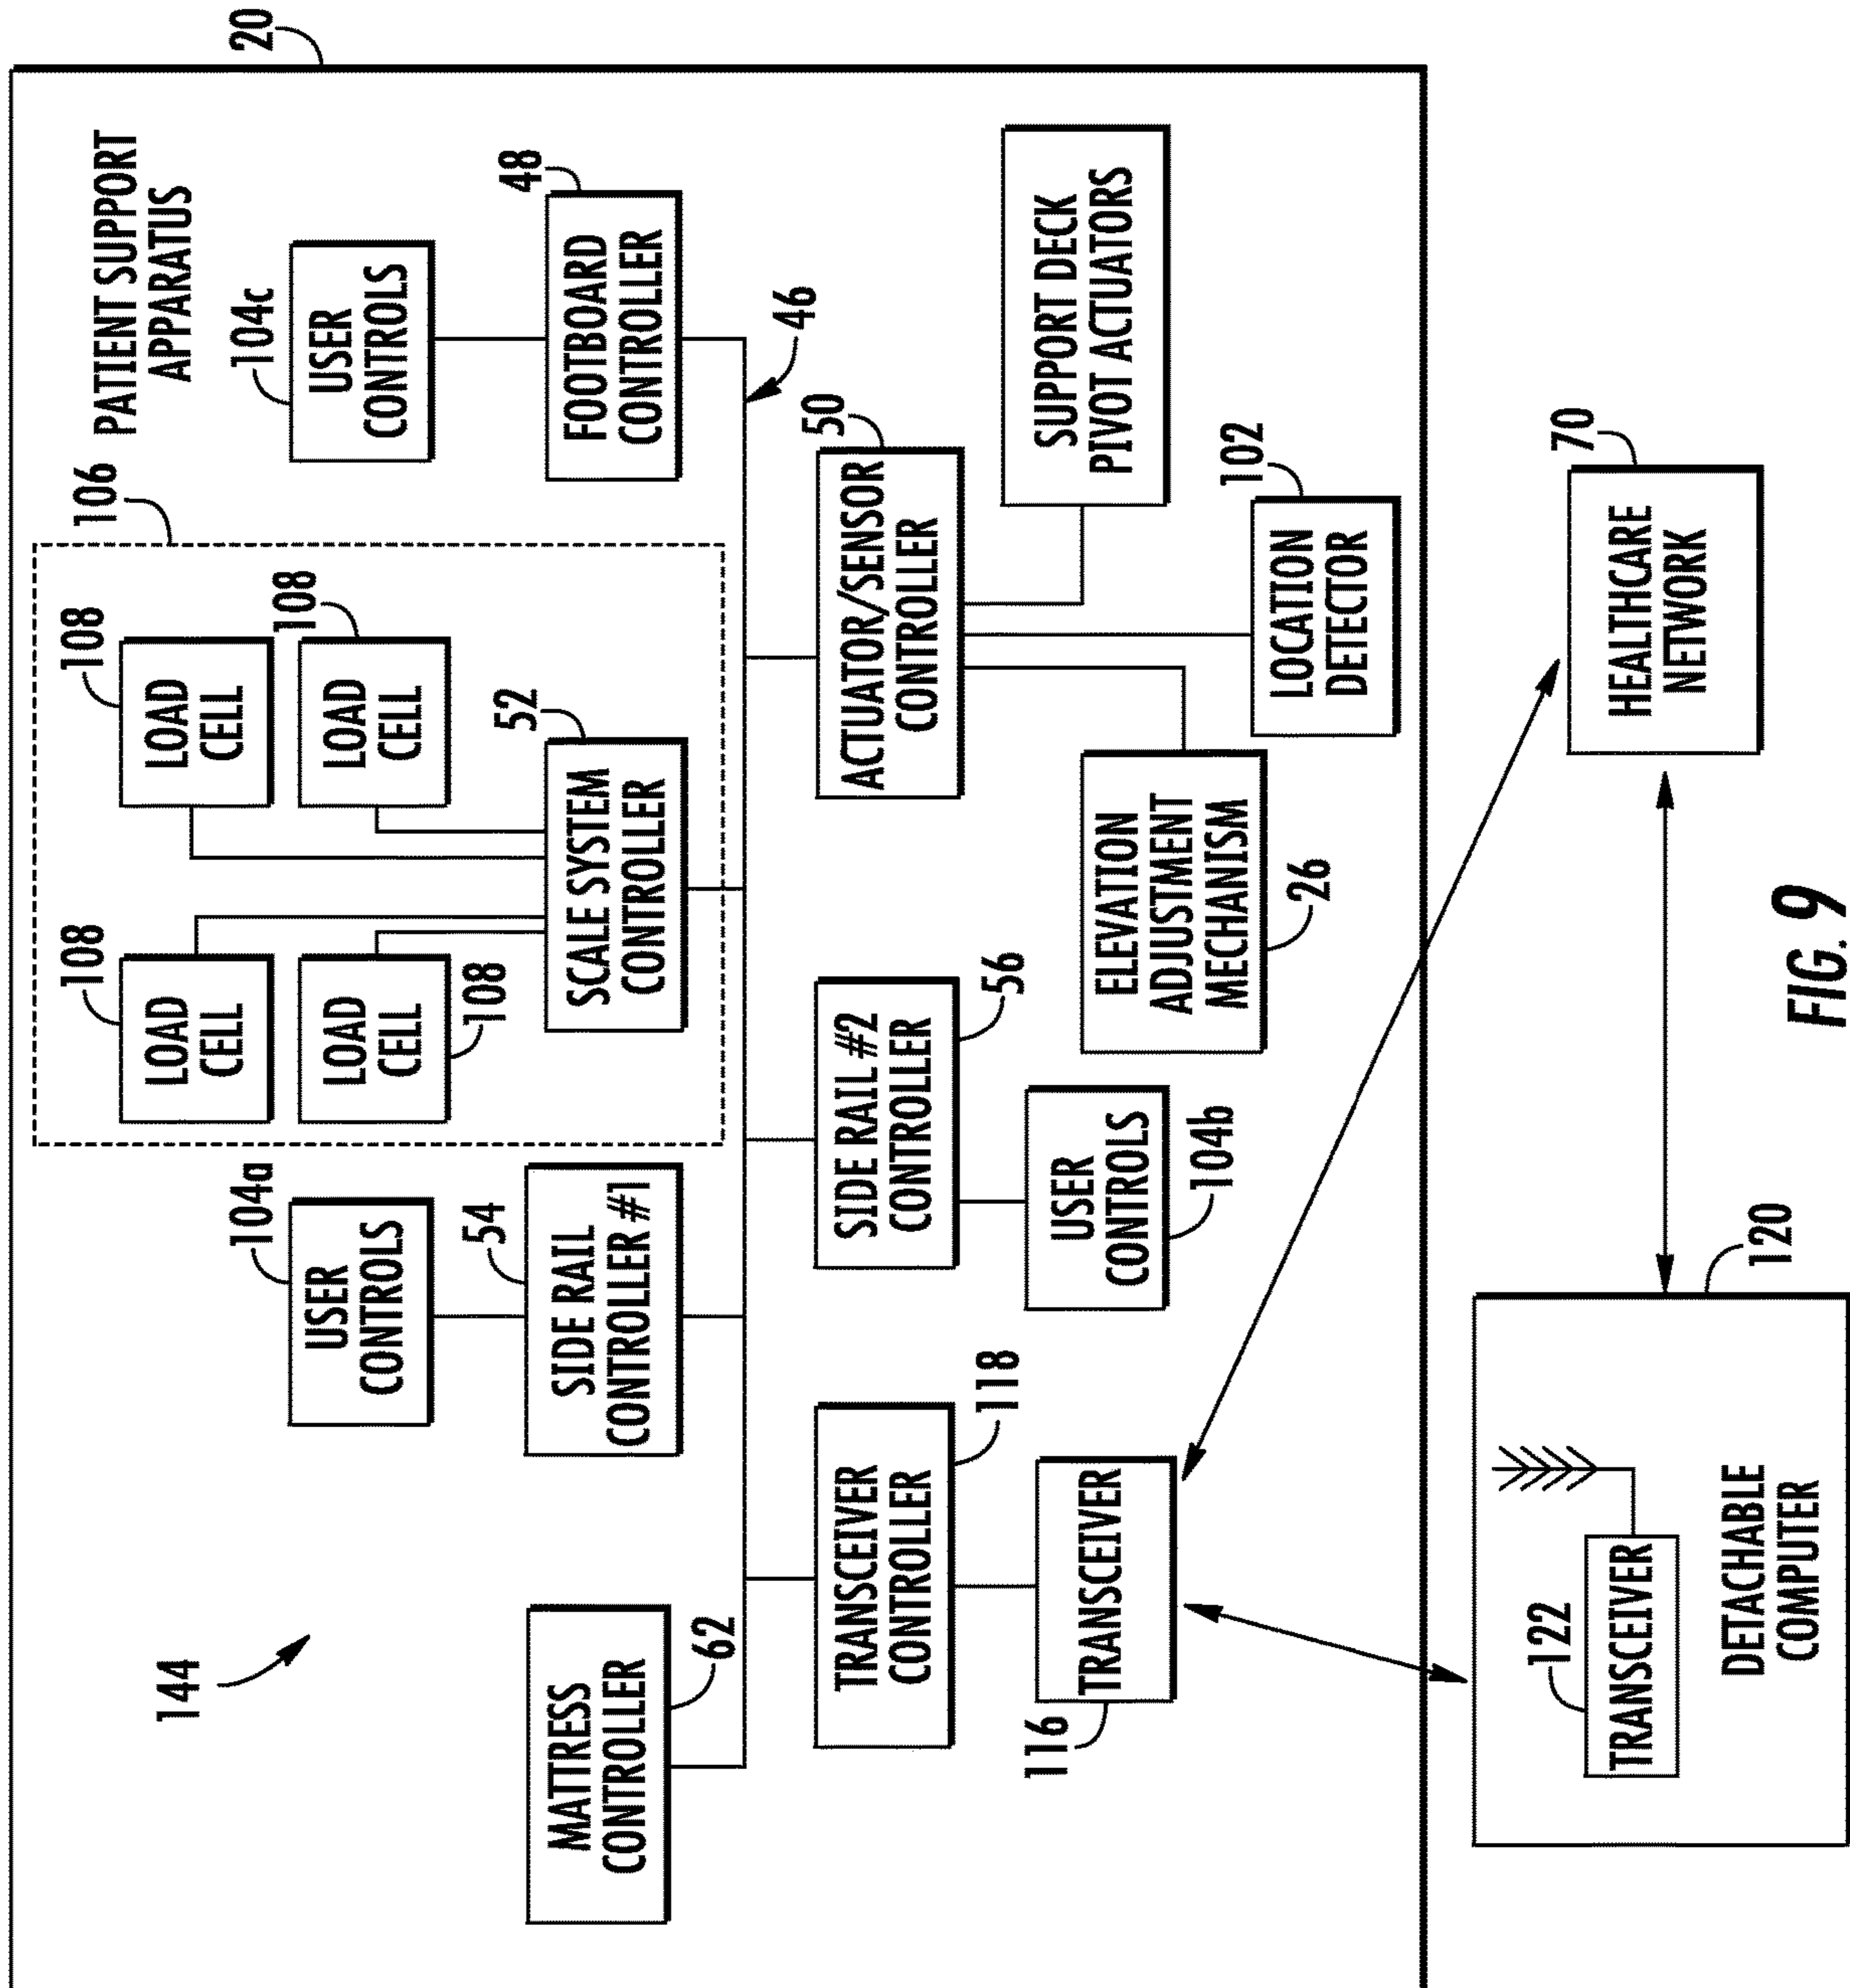 144
20
PATIENT SUPPORT
APPARATUS
106
108
LOAD
CELL
108
LOAD
CELL
108
LOAD
CELL
108
LOAD
CELL
52
SCALE SYSTEM
CONTROLLER
104a
USER
CONTROLS
54
SIDE RAIL
CONTROLLER #1
104c
USER
CONTROLS
48
FOOTBOARD
CONTROLLER
MATTRESS
CONTROLLER
62
46
TRANSCEIVER
CONTROLLER
118
TRANSCEIVER
116
SIDE RAIL #2
CONTROLLER
56
USER
CONTROLS
104b
50
ACTUATOR/SENSOR
CONTROLLER
ELEVATION
ADJUSTMENT
MECHANISM
26
SUPPORT DECK
PIVOT ACTUATORS
102
LOCATION
DETECTOR
122
TRANSCEIVER
DETACHABLE
COMPUTER
120
70
HEALTHCARE
NETWORK
FIG. 9